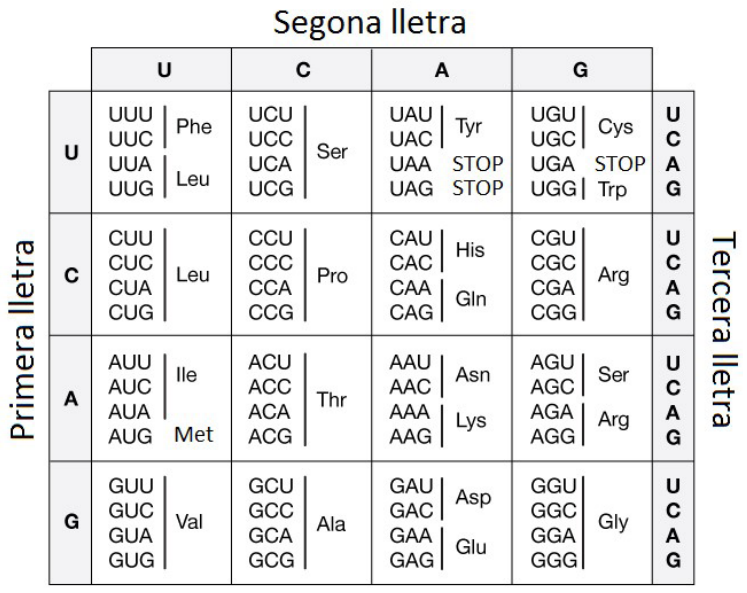 Segona lletra
U C A G
UUU UCU UAU UGU U
UUC Phe UCC UAC Tyr UGC Cys C
UUA UCA Ser UAA STOP UGA STOP A
UUG Leu UCG UAG STOP UGG Trp G
U
CUU CCU CAU CGU U
CUC CCC CAC His CGC C
CUA Leu CCA Pro CAA CGA Arg A
CUG CCG CAG Gln CGG G
C
AUU ACU AAU AGU U
AUC Ile ACC AAC Asn AGC Ser C
AUA ACA Thr AAA AGA A
AUG Met ACG AAG Lys AGG Arg G
A
GUU GCU GAU GGU U
GUC GCC GAC Asp GGC C
GUA Val GCA Ala GAA GGA Gly A
GUG GCG GAG Glu GGG G
G
Primera lletra
Tercera lletra